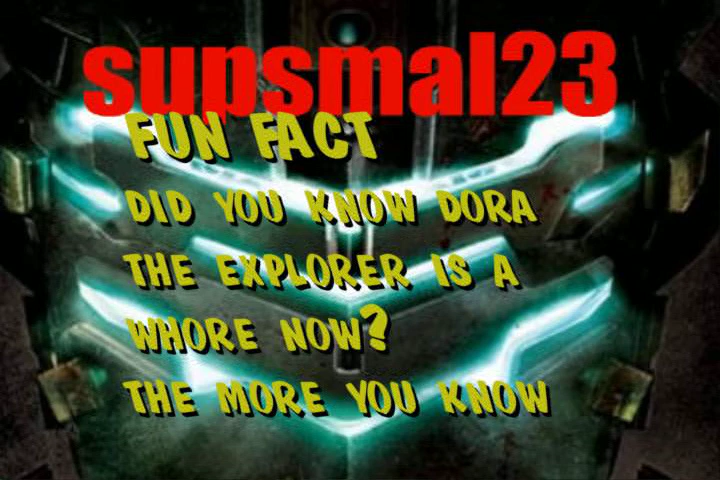 supsmal23
FUN FACT
DID YOU KNOW DORA
THE EXPLORER IS A
WHORE NOW?
THE MORE YOU KNOW